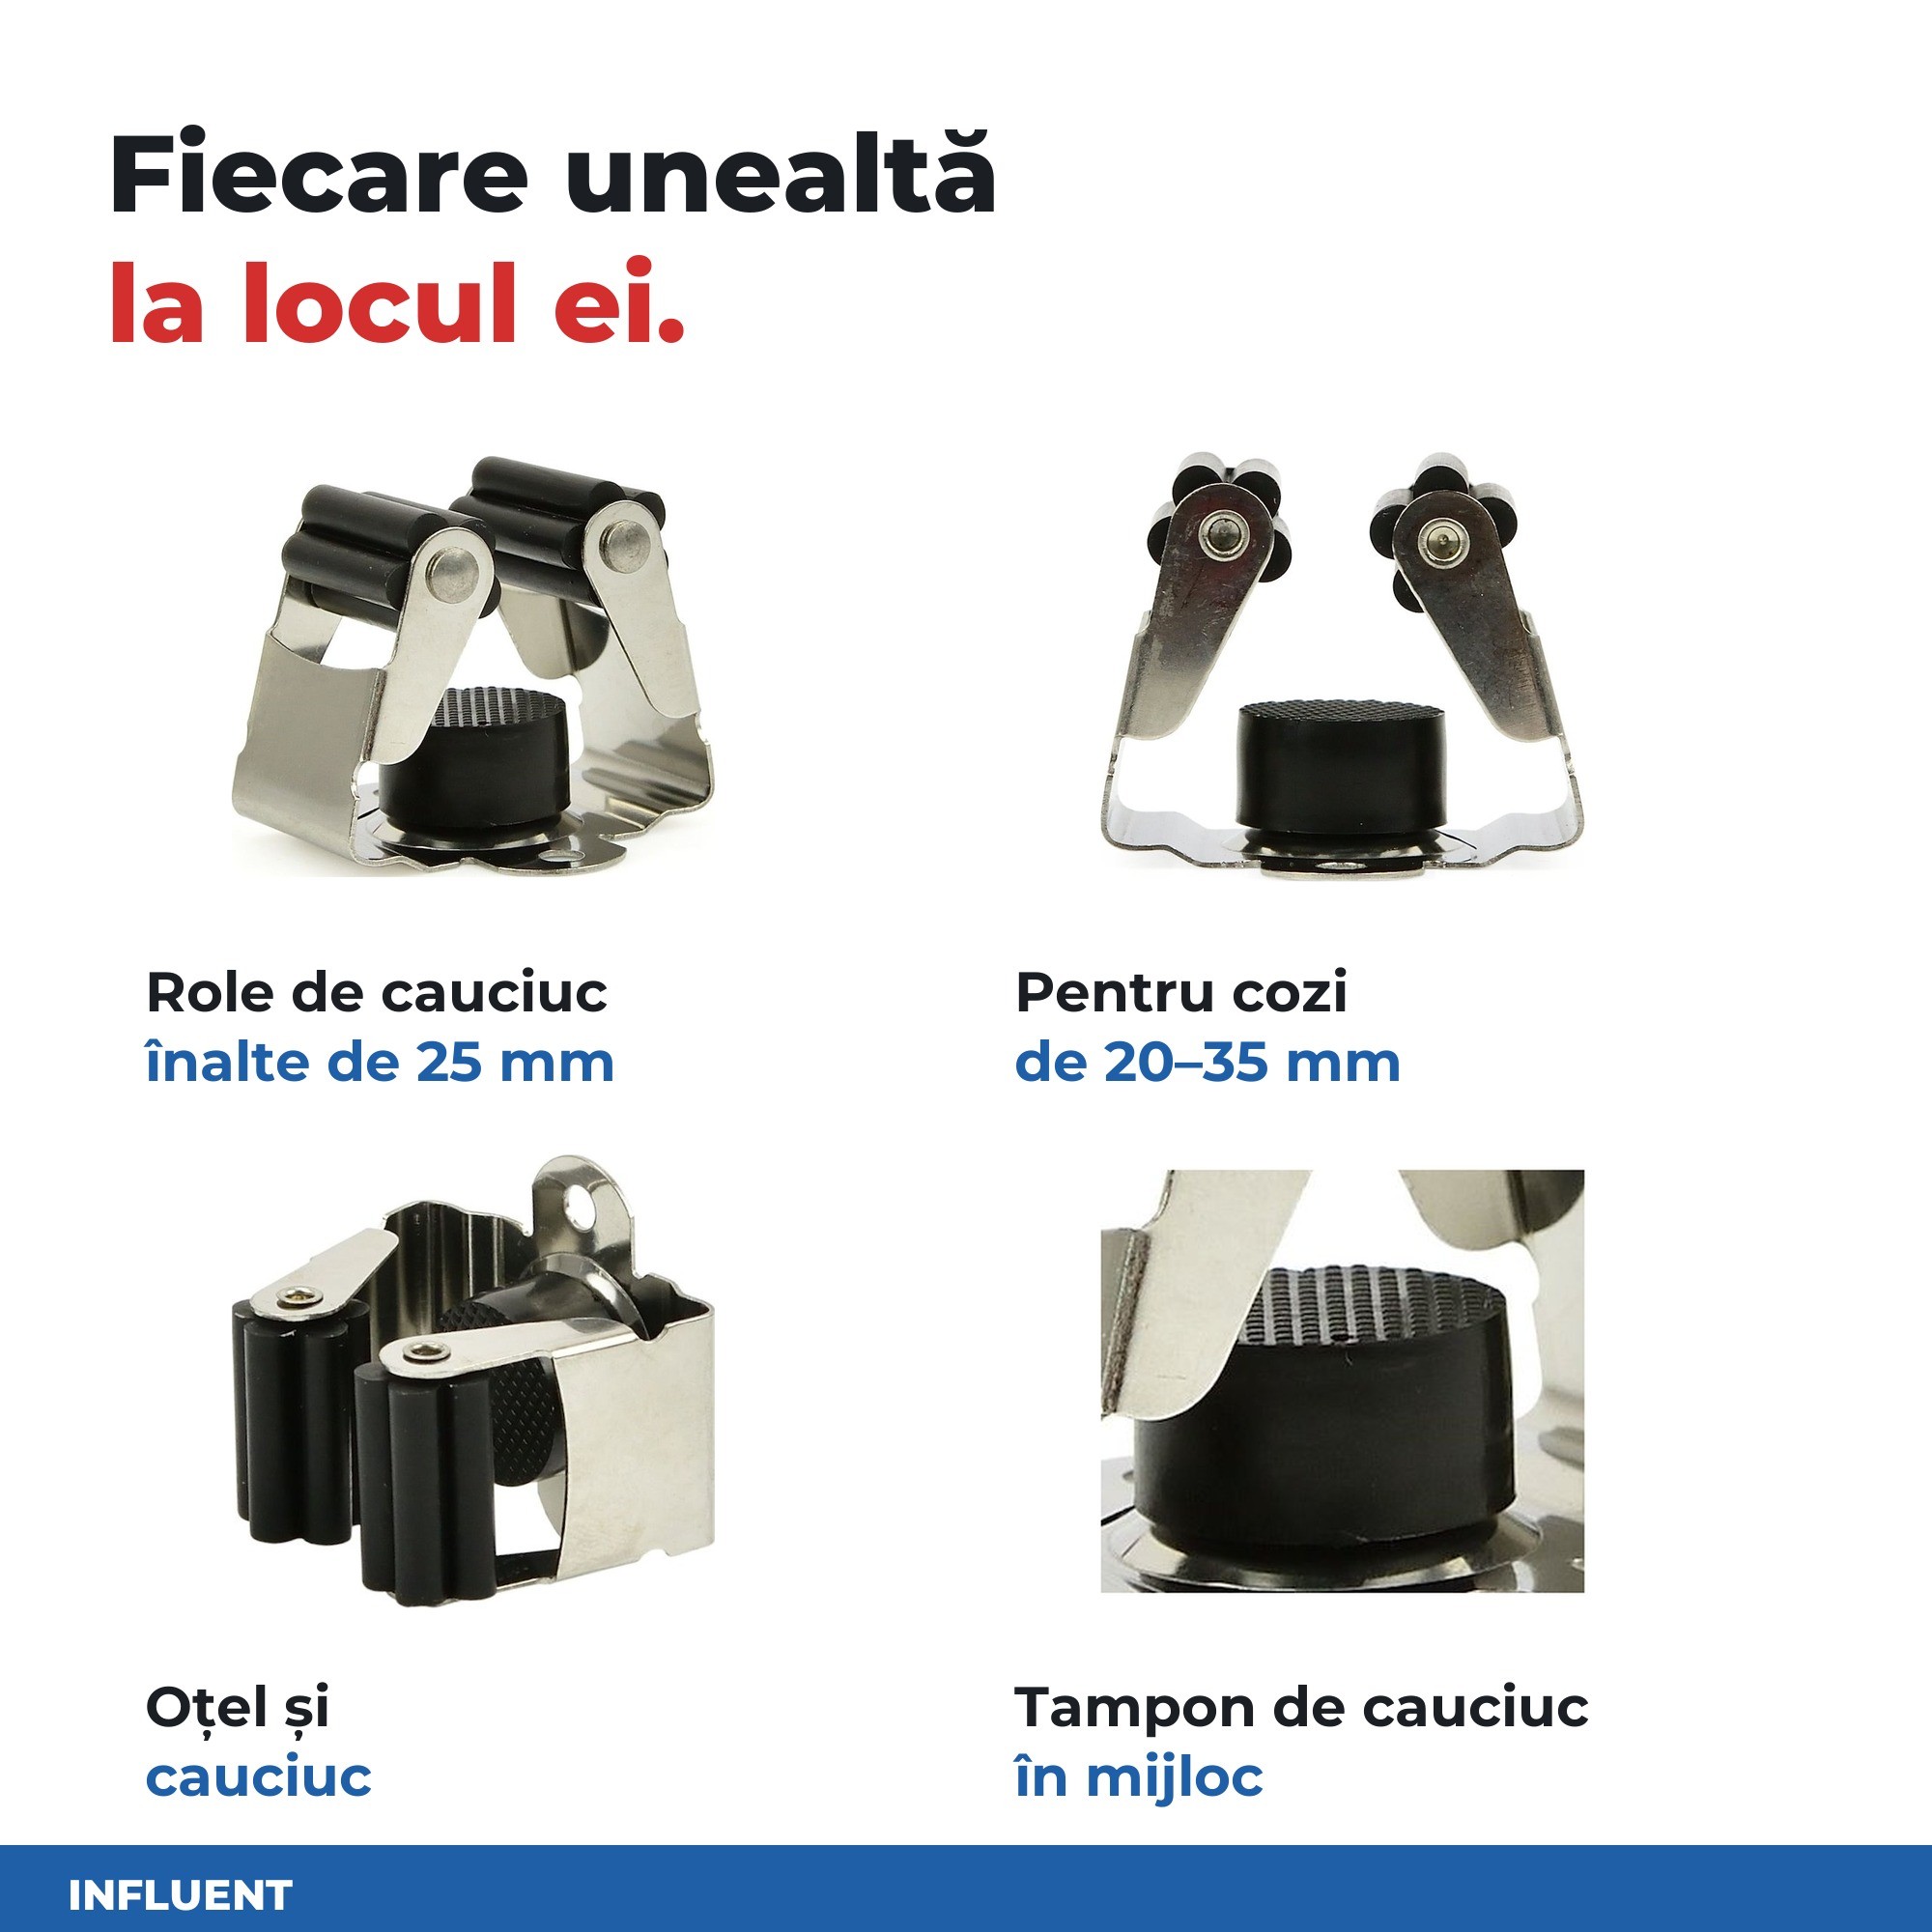 Fiecare unealtă
la locul ei.
Role de cauciuc
înalte de 25 mm
Pentru cozi
de 20–35 mm
Oțel și
cauciuc
Tampon de cauciuc
în mijloc
INFLUENT